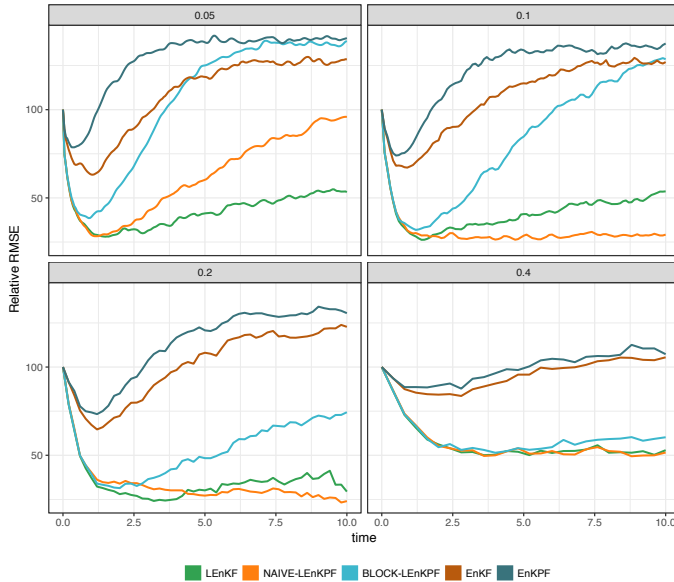 0.05
0.1
100
50
0.2
0.4
100
50
Relative RMSE
0.0
2.5
5.0
7.5
10.0
0.0
2.5
5.0
7.5
10.0
time
LEnKF
NAIVE-LEnKPF
BLOCK-LEnKPF
EnKF
EnKPF